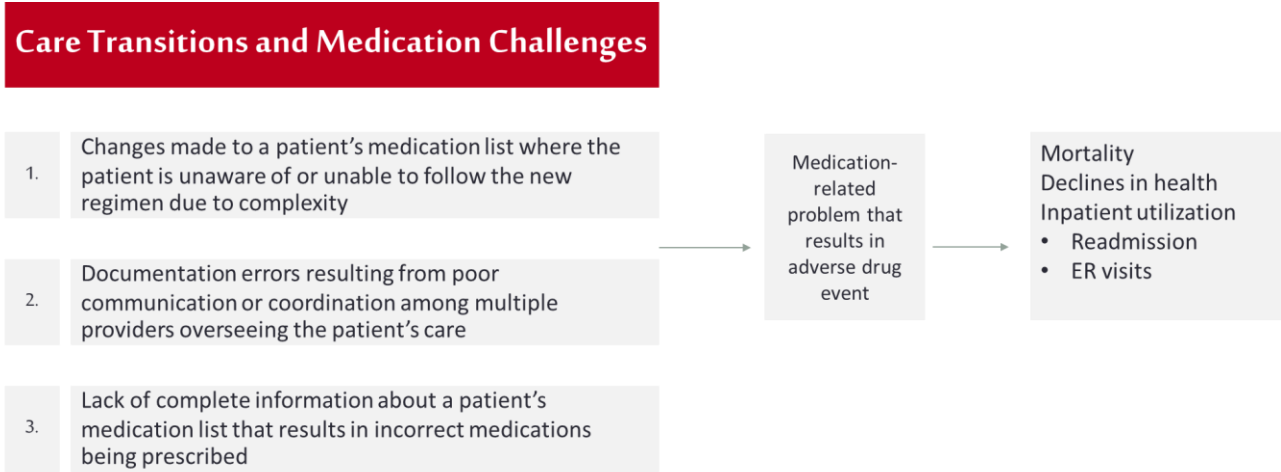 Care Transitions and Medication Challenges
1.
Changes made to a patient’s medication list where the
patient is unaware of or unable to follow the new
regimen due to complexity
2.
Documentation errors resulting from poor
communication or coordination among multiple
providers overseeing the patient’s care
3.
Lack of complete information about a patient’s
medication list that results in incorrect medications
being prescribed
Medication-
related
problem that
results in
adverse drug
event
Mortality
Declines in health
Inpatient utilization
• Readmission
• ER visits